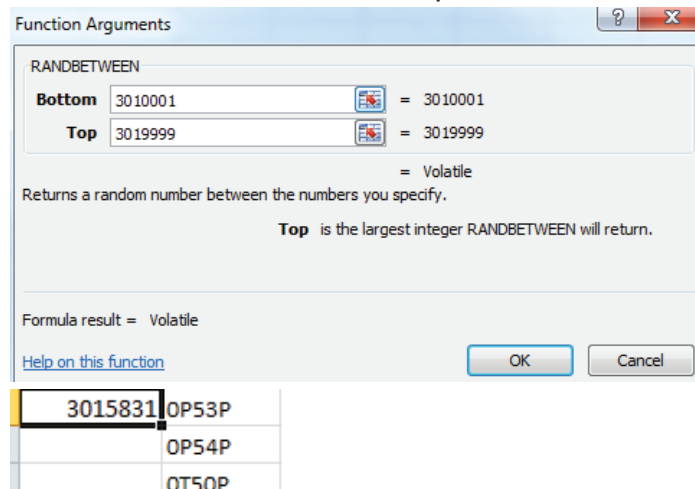 Function Arguments
RANDBETWEEN
Bottom 3010001 = 3010001
Top 3019999 = 3019999
= Volatile
Returns a random number between the numbers you specify.
Top is the largest integer RANDBETWEEN will return.
Formula result = Volatile
Help on this function OK Cancel
3015831 0P53P
0P54P
0T50P